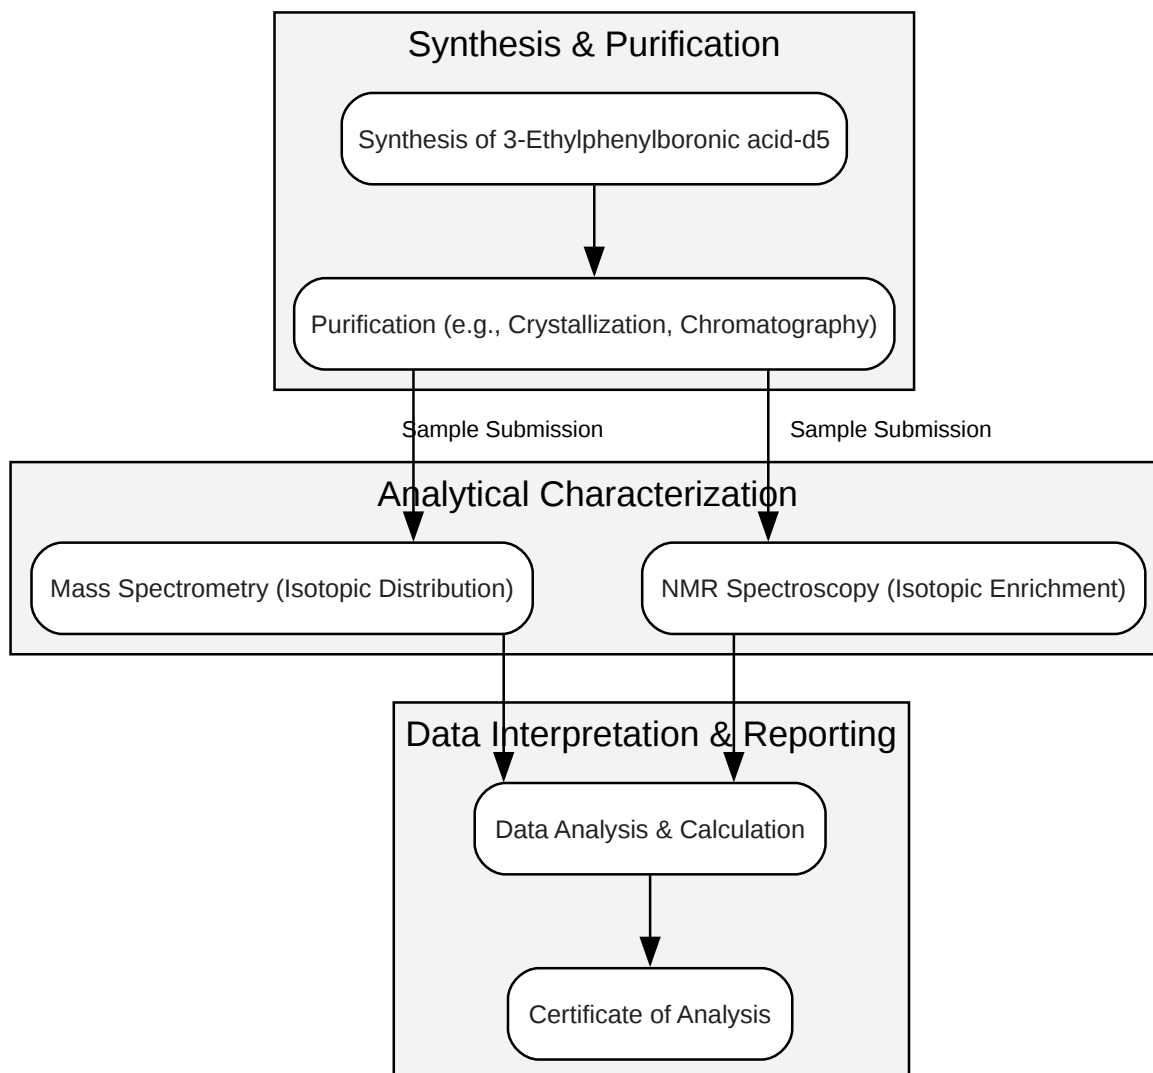 Synthesis & Purification
Synthesis of 3-Ethylphenylboronic acid-d5
Purification (e.g., Crystallization, Chromatography)
Sample Submission
Sample Submission
Analytical Characterization
Mass Spectrometry (Isotopic Distribution)
NMR Spectroscopy (Isotopic Enrichment)
Data Interpretation & Reporting
Data Analysis & Calculation
Certificate of Analysis